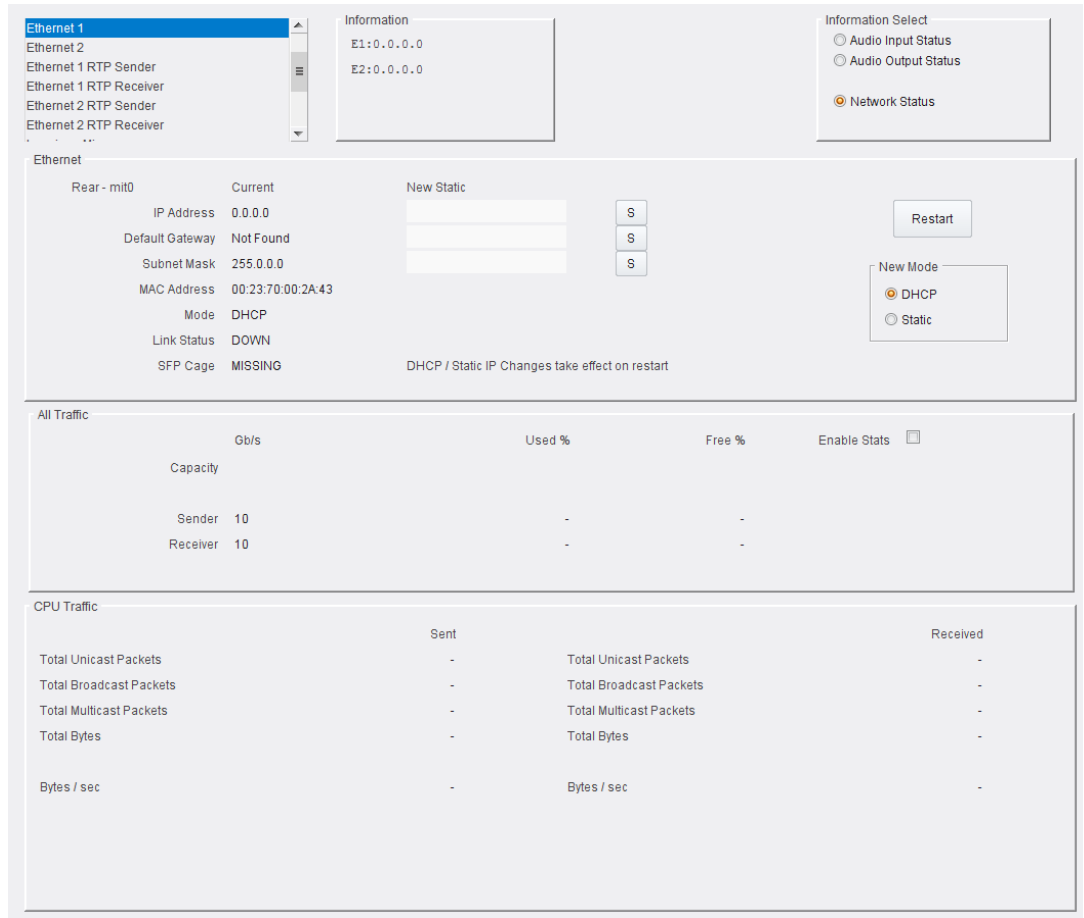 Ethernet 1
Ethernet 2
Ethernet 1 RTP Sender
Ethernet 1 RTP Receiver
Ethernet 2 RTP Sender
Ethernet 2 RTP Receiver
Information
E1:0.0.0.0
E2:0.0.0.0
Information Select
Audio Input Status
Audio Output Status
Network Status
Ethernet
Rear - mit0 Current New Static
IP Address 0.0.0.0 S
Default Gateway Not Found S
Subnet Mask 255.0.0.0 S
MAC Address 00:23:70:00:2A:43
Mode DHCP
Link Status DOWN
SFP Cage MISSING DHCP / Static IP Changes take effect on restart
Restart
New Mode
DHCP
Static
All Traffic
Gb/s Used % Free % Enable Stats
Capacity
Sender 10 - -
Receiver 10 - -
CPU Traffic
Sent Received
Total Unicast Packets - Total Unicast Packets -
Total Broadcast Packets - Total Broadcast Packets -
Total Multicast Packets - Total Multicast Packets -
Total Bytes - Total Bytes -
Bytes / sec - Bytes / sec -